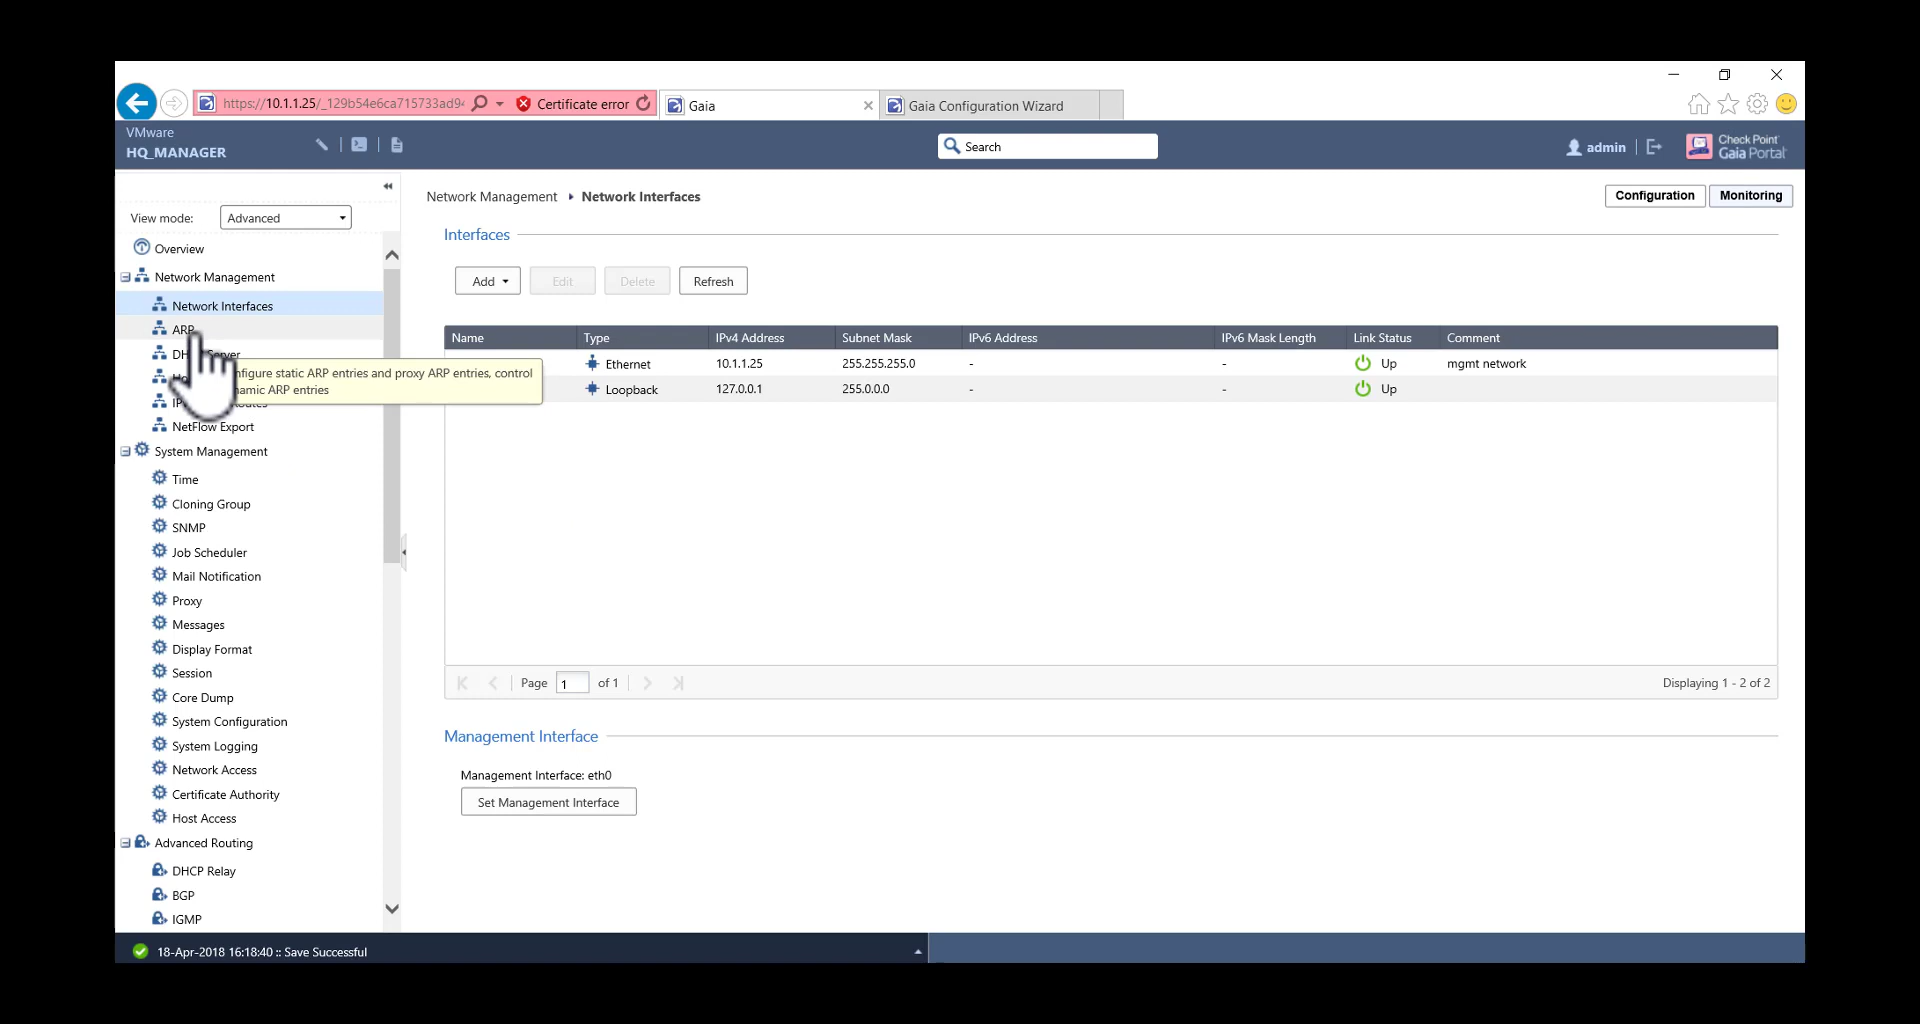 https://10.1.1.25/_129b54e6ca715733ad9
Certificate error
Gaia
Gaia Configuration Wizard
VMware
HQ_MANAGER
Search
admin
Check Point
Gaia Portal
View mode:
Advanced
Overview
Network Management
Network Interfaces
ARP
Server
NetFlow Export
System Management
Time
Cloning Group
SNMP
Job Scheduler
Mail Notification
Proxy
Messages
Display Format
Session
Core Dump
System Configuration
System Logging
Network Access
Certificate Authority
Host Access
Advanced Routing
DHCP Relay
BGP
IGMP
static ARP entries and proxy ARP entries, control
ARP entries
Network Management Network Interfaces
Configuration Monitoring
Interfaces
Add Edit Delete Refresh
Name Type IPv4 Address Subnet Mask IPv6 Address IPv6 Mask Length Link Status Comment
Ethernet 10.1.1.25 255.255.255.0 - - Up mgmt network
Loopback 127.0.0.1 255.0.0.0 - - Up
Page 1 of 1
Displaying 1 - 2 of 2
Management Interface
Management Interface: eth0
Set Management Interface
18-Apr-2018 16:18:40 :: Save Successful